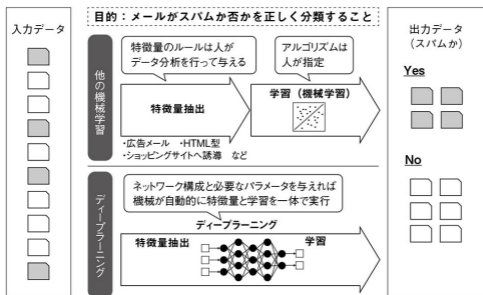 目的：メールがスパムか否かを正しく分類すること
入力データ
出力データ
（スパムか）
他の機械学習
特徴量のルールは人が
データ分析を行って与える
アルゴリズムは
人が指定
特徴量抽出
学習（機械学習）
・広告メール　・HTML型
・ショッピングサイトへ誘導　など
Yes
No
ディープラーニング
ネットワーク構成と必要なパラメータを与えれば
機械が自動的に特徴量と学習を一体で実行
ディープラーニング
特徴量抽出
学習